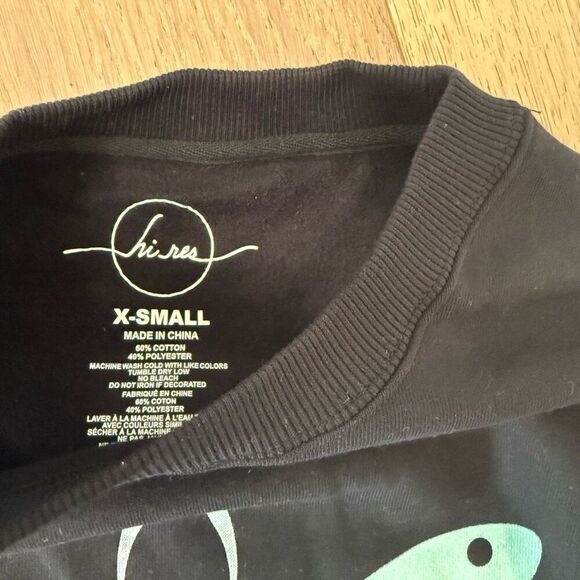 hi res
X-SMALL
MADE IN CHINA
60% COTTON
40% POLYESTER
MACHINE WASH COLD WITH LIKE COLORS
TUMBLE DRY LOW
NO BLEACH
DO NOT IRON IF DECORATED
FABRIQUÉ EN CHINE
60% COTON
40% POLYESTER
LAVER À LA MACHINE À L'EAU
AVEC COULEURS
SÉCHER À LA MACHINE
NE PAS